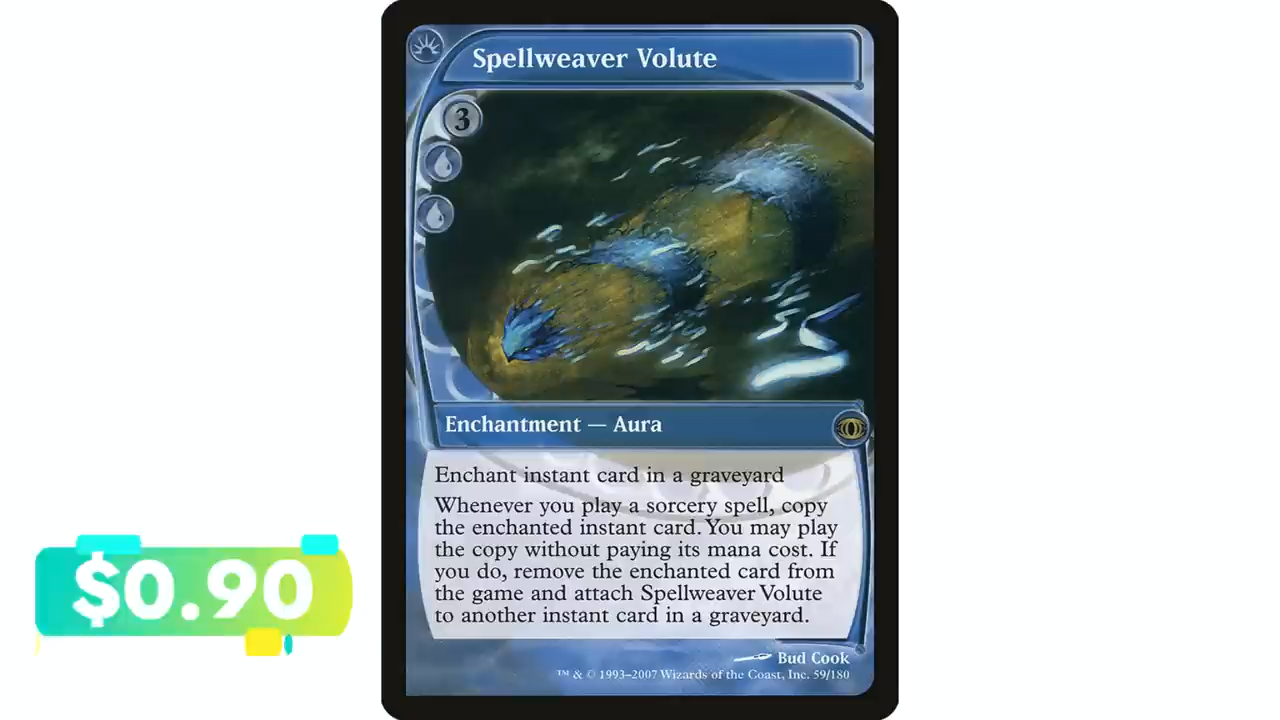 Spellweaver Volute
3
Enchantment — Aura
Enchant instant card in a graveyard
Whenever you play a sorcery spell, copy
the enchanted instant card. You may play
the copy without paying its mana cost. If
you do, remove the enchanted card from
the game and attach Spellweaver Volute
to another instant card in a graveyard.
Bud Cook
™ & © 1993–2007 Wizards of the Coast, Inc. 59/180
$0.90